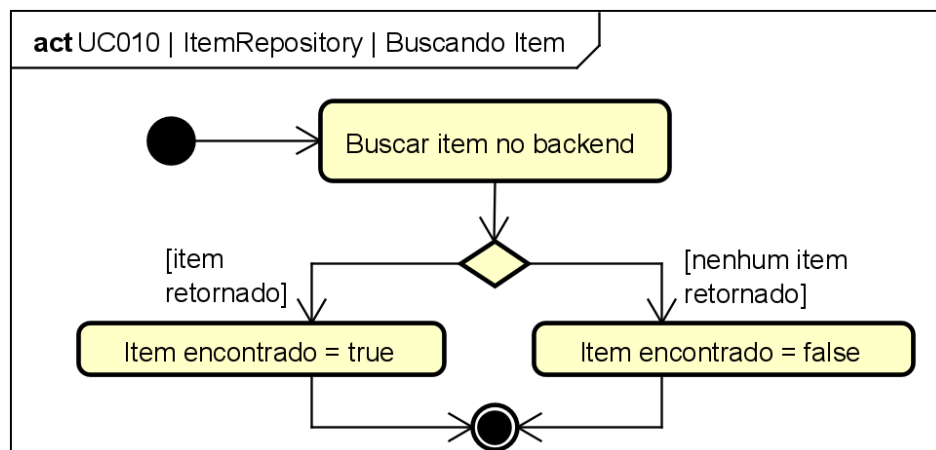 act UC010 | ItemRepository | Buscando Item
Buscar item no backend
[item
retornado]
[nenhum item
retornado]
Item encontrado = true
Item encontrado = false